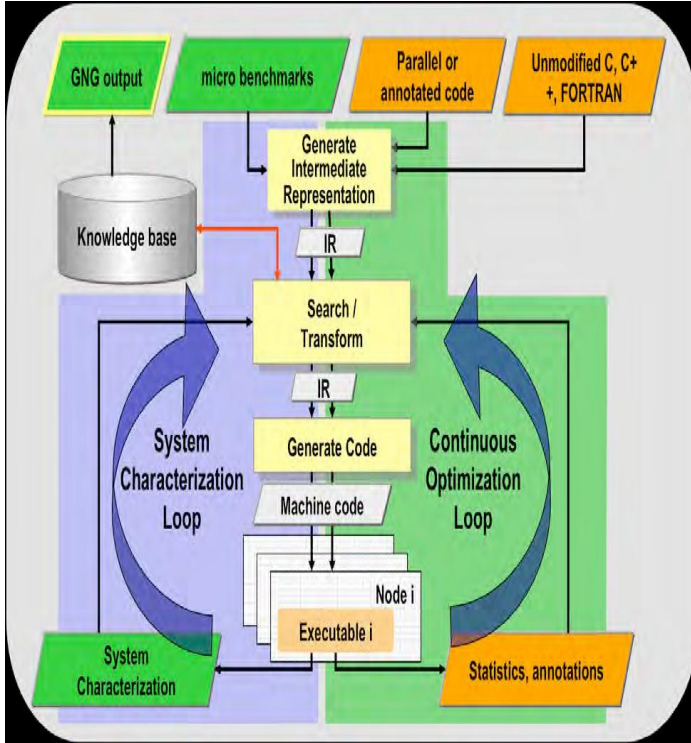 GNG output
micro benchmarks
Parallel or
annotated code
Unmodified C, C+
+, FORTRAN
Generate
Intermediate
Representation
Knowledge base
IR
Search /
Transform
IR
System
Characterization
Loop
Generate Code
Continuous
Optimization
Loop
Machine code
Node i
Executable i
System
Characterization
Statistics, annotations